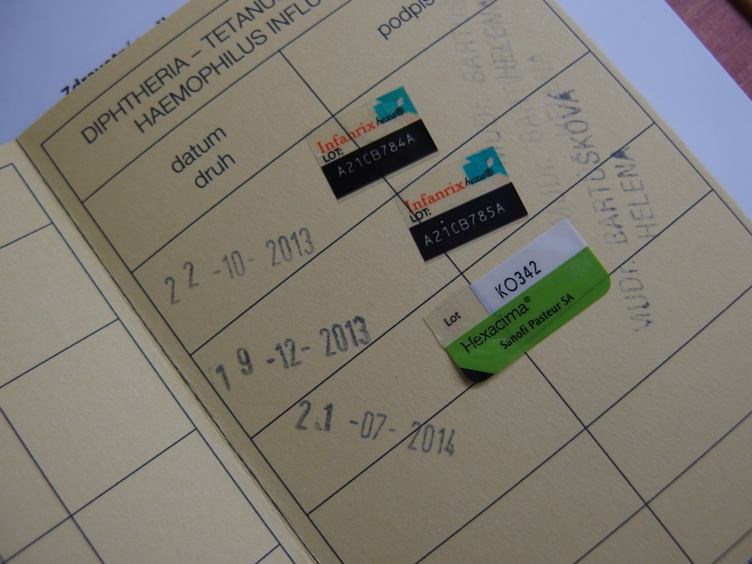 DIPHTHERIA – TETANU
HAEMOPHILUS INFLU
datum
druh
podpis
Infanrix hexa®
LOT:
A21CB784A
22 -10- 2013
Infanrix hexa®
LOT:
A21CB785A
19 -12- 2013
Lot
KO342
Hexacima®
Sanofi Pasteur SA
21 -07- 2014
MUDr. BARTUŠKOVÁ
HELENA